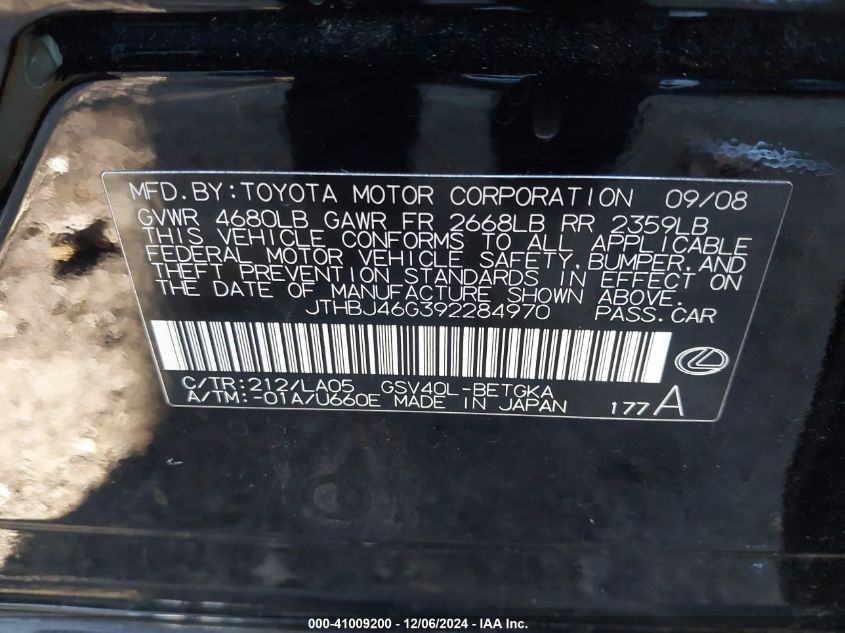 MFD.BY:TOYOTA MOTOR CORPORATION 09/08
GVWR 4680LB GAWR FR 2668LB RR 2359LB
THIS VEHICLE CONFORMS TO ALL APPLICABLE
FEDERAL MOTOR VEHICLE SAFETY,BUMPER,AND
THEFT PREVENTION STANDARDS IN EFFECT ON
THE DATE OF MANUFACTURE SHOWN ABOVE.
JTHBJ46G392284970 PASS.CAR
C/TR:212/LA05 GSV40L-BETGKA
A/TM:-01A/U660E MADE IN JAPAN 177A
000-41009200 - 12/06/2024 - IAA Inc.